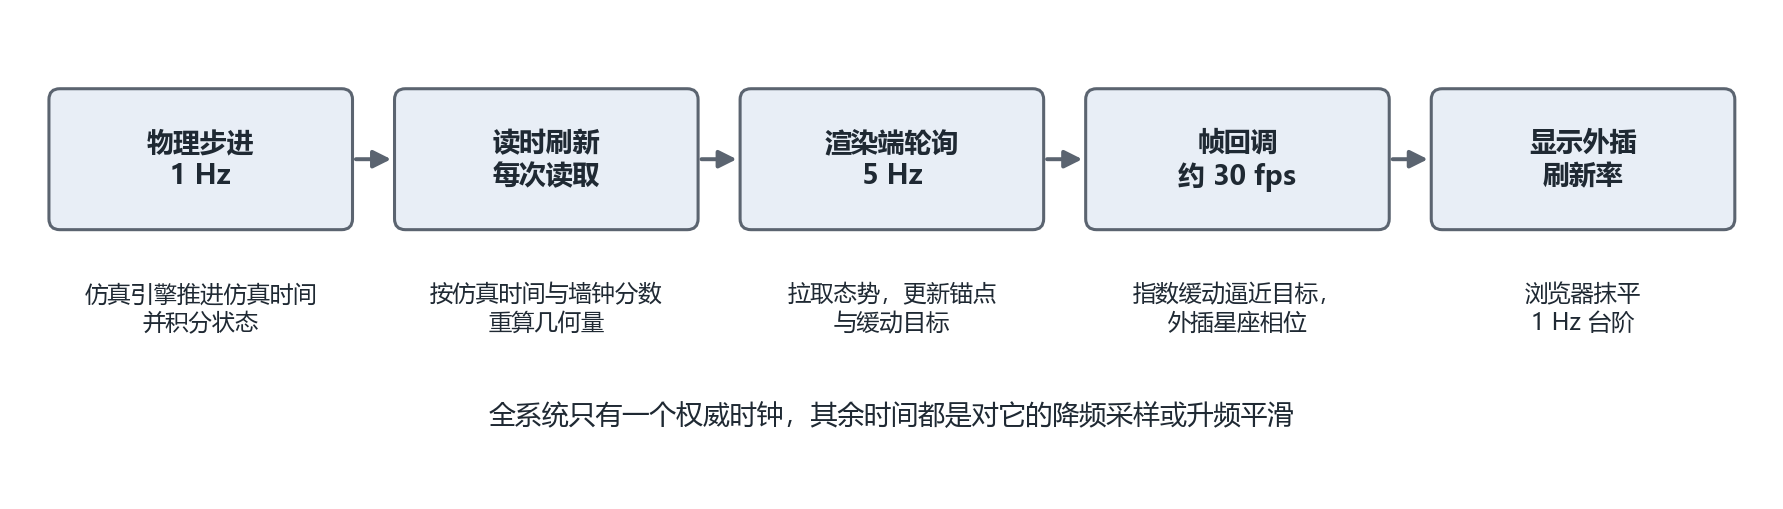 物理步进
1 Hz
读时刷新
每次读取
渲染端轮询
5 Hz
帧回调
约 30 fps
显示外插
刷新率
仿真引擎推进仿真时间
并积分状态
按仿真时间与墙钟分数
重算几何量
拉取态势，更新锚点
与缓动目标
指数缓动逼近目标，
外插星座相位
浏览器抹平
1 Hz 台阶
全系统只有一个权威时钟，其余时间都是对它的降频采样或升频平滑